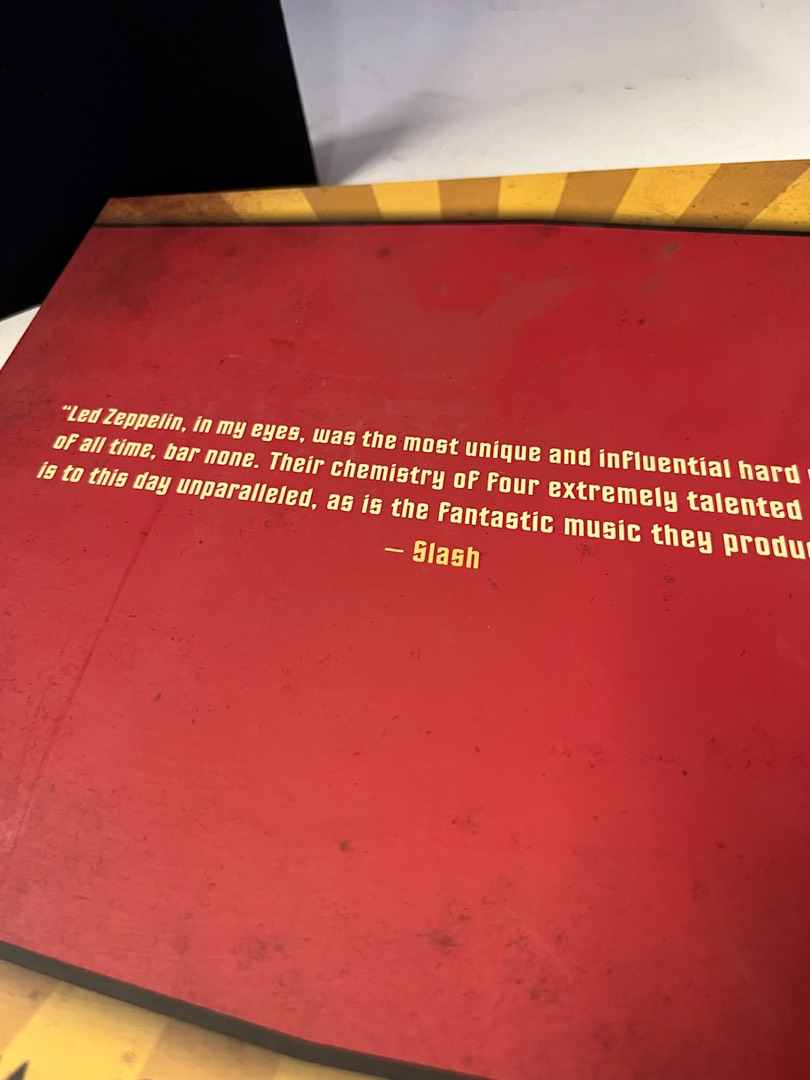 “Led Zeppelin, in my eyes, was the most unique and influential hard
of all time, bar none. Their chemistry of four extremely talented
is to this day unparalleled, as is the fantastic music they
— Slash